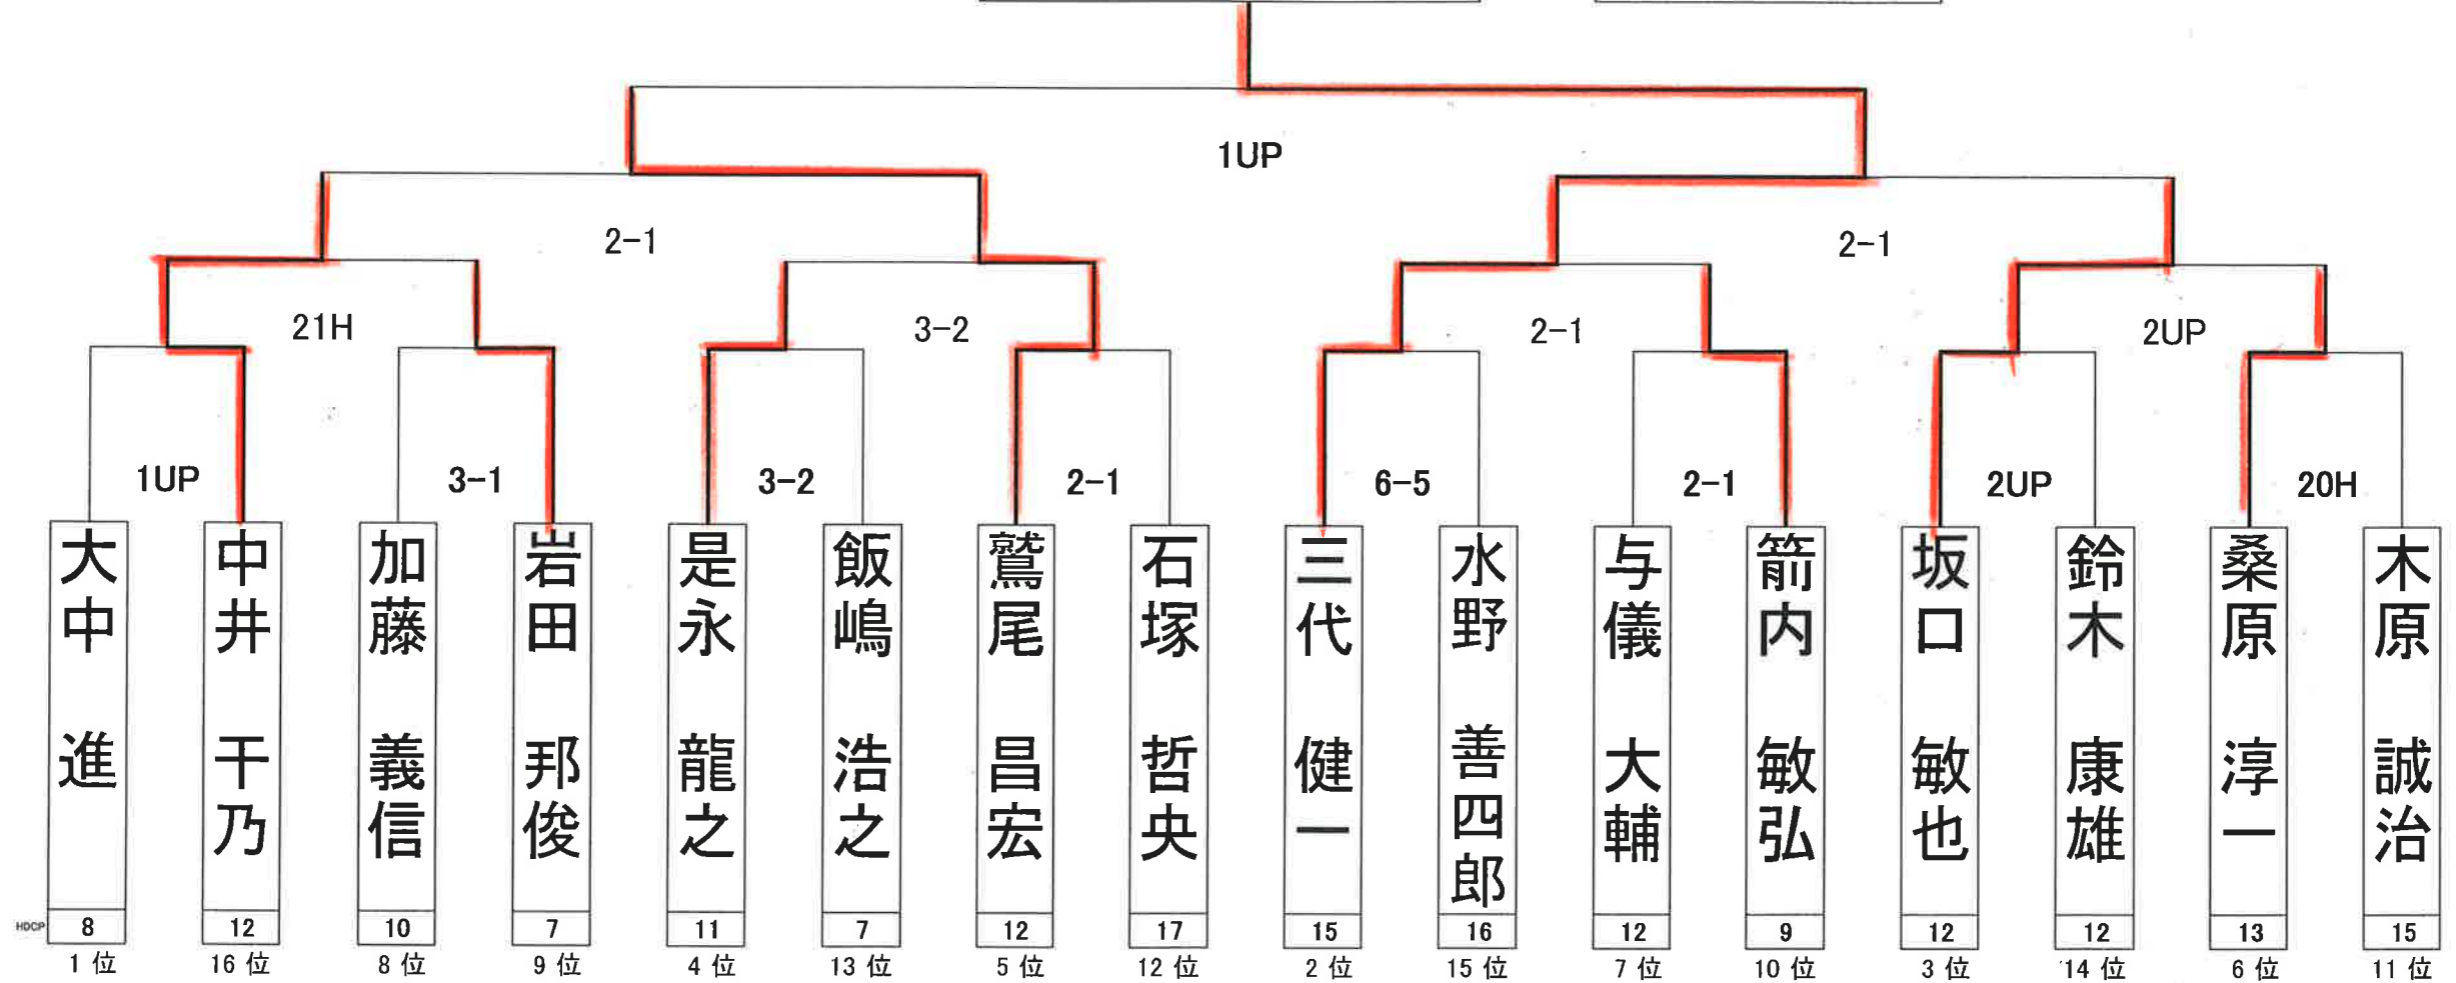 1UP
2-1 2-1
21H 3-2 2-1 2UP
1UP 3-1 3-2 2-1 6-5 2-1 2UP 20H
大中 進
中井 干乃
加藤 義信
岩田 邦俊
是永 龍之
飯嶋 浩之
鷲尾 昌宏
石塚 哲央
三代 健一
水野 善四郎
与儀 大輔
箭内 敏弘
坂口 敏也
鈴木 康雄
桑原 淳一
木原 誠治
HDCP 8 12 10 7 11 7 12 17 15 16 12 9 12 12 13 15
1位 16位 8位 9位 4位 13位 5位 12位 2位 15位 7位 10位 3位 14位 6位 11位